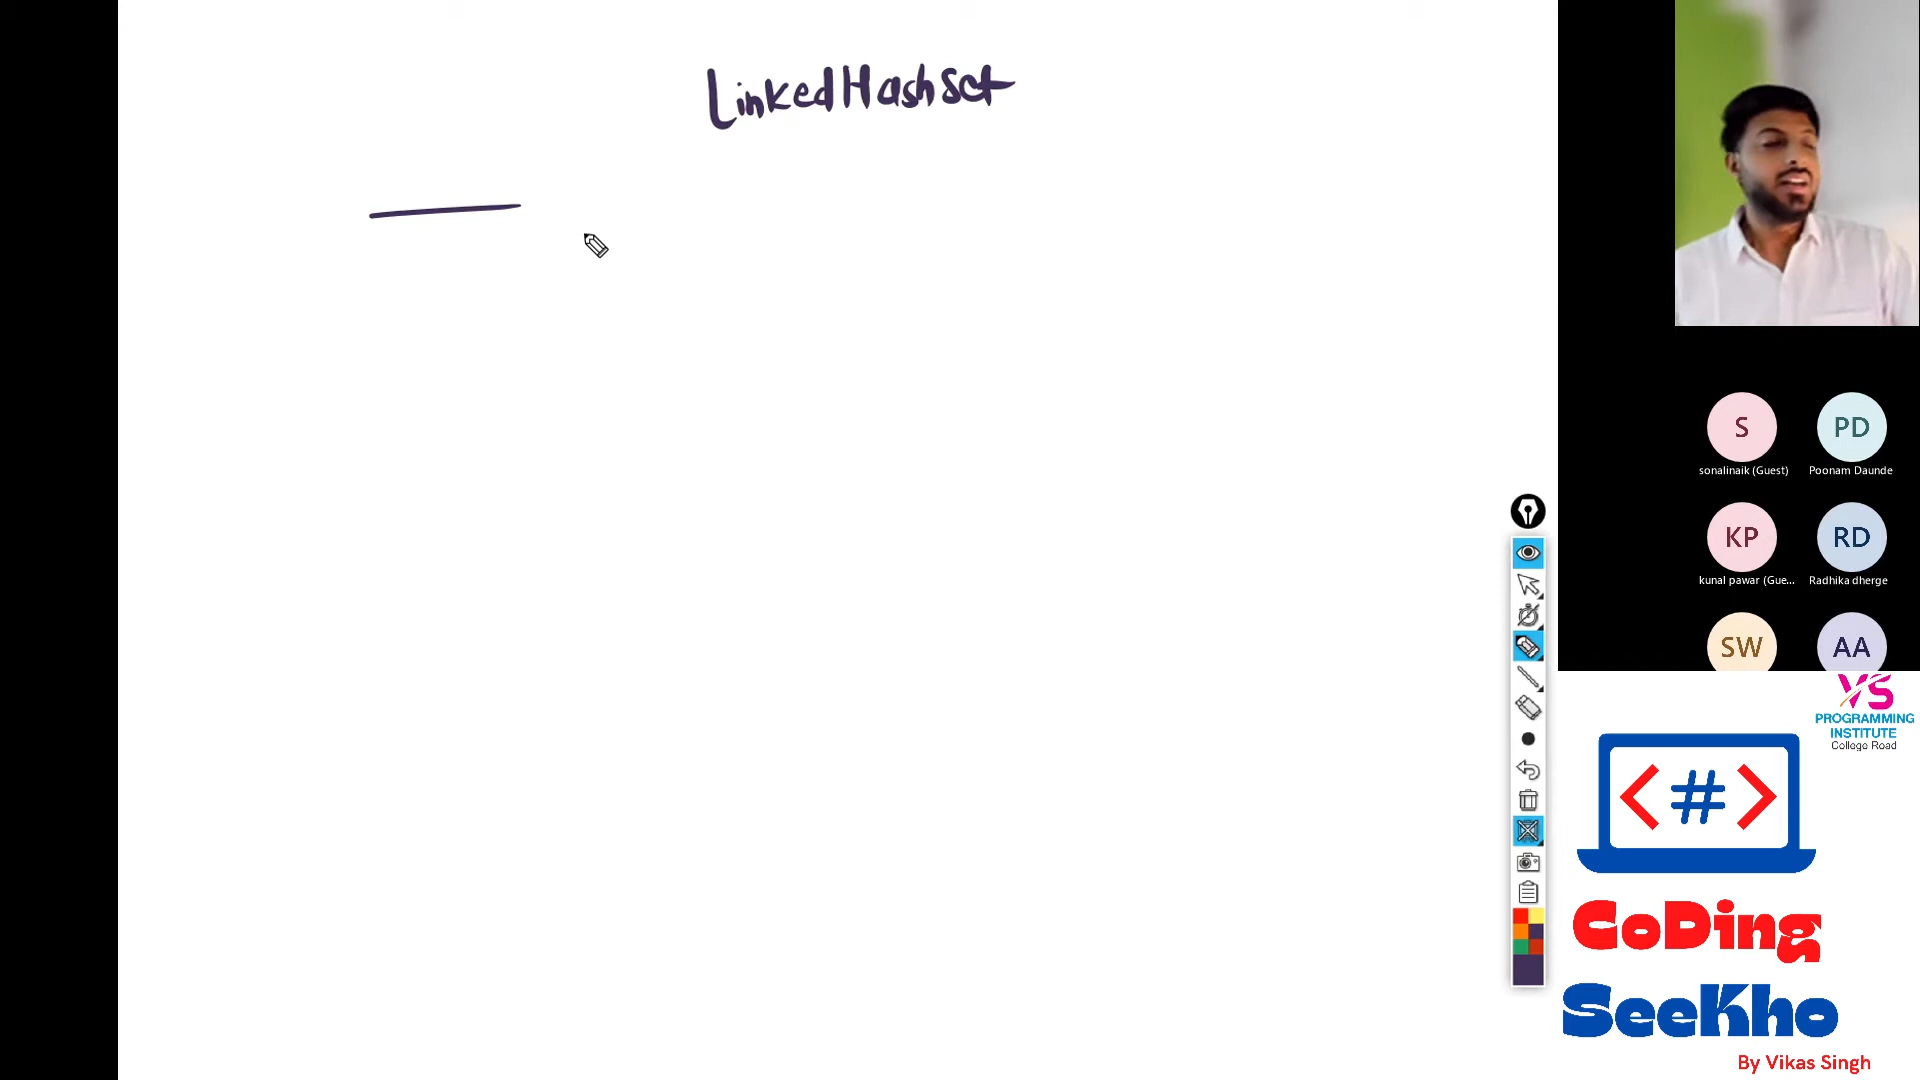 LinkedHashSet
S
PD
sonalinaik (Guest)
Poonam Daunde
KP
RD
kunal pawar (Gue...
Radhika dherge
SW
AA
VS
PROGRAMMING
INSTITUTE
College Road
<#>
CoDing
SeeKho
By Vikas Singh